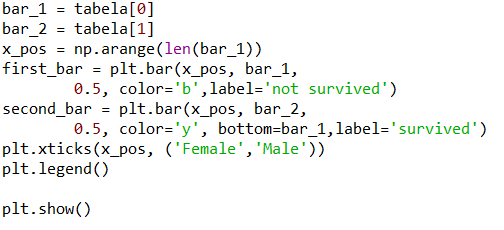 bar_1 = tabela[0]
bar_2 = tabela[1]
x_pos = np.arange(len(bar_1))
first_bar = plt.bar(x_pos, bar_1,
        0.5, color='b',label='not survived')
second_bar = plt.bar(x_pos, bar_2,
        0.5, color='y', bottom=bar_1,label='survived')
plt.xticks(x_pos, ('Female','Male'))
plt.legend()

plt.show()